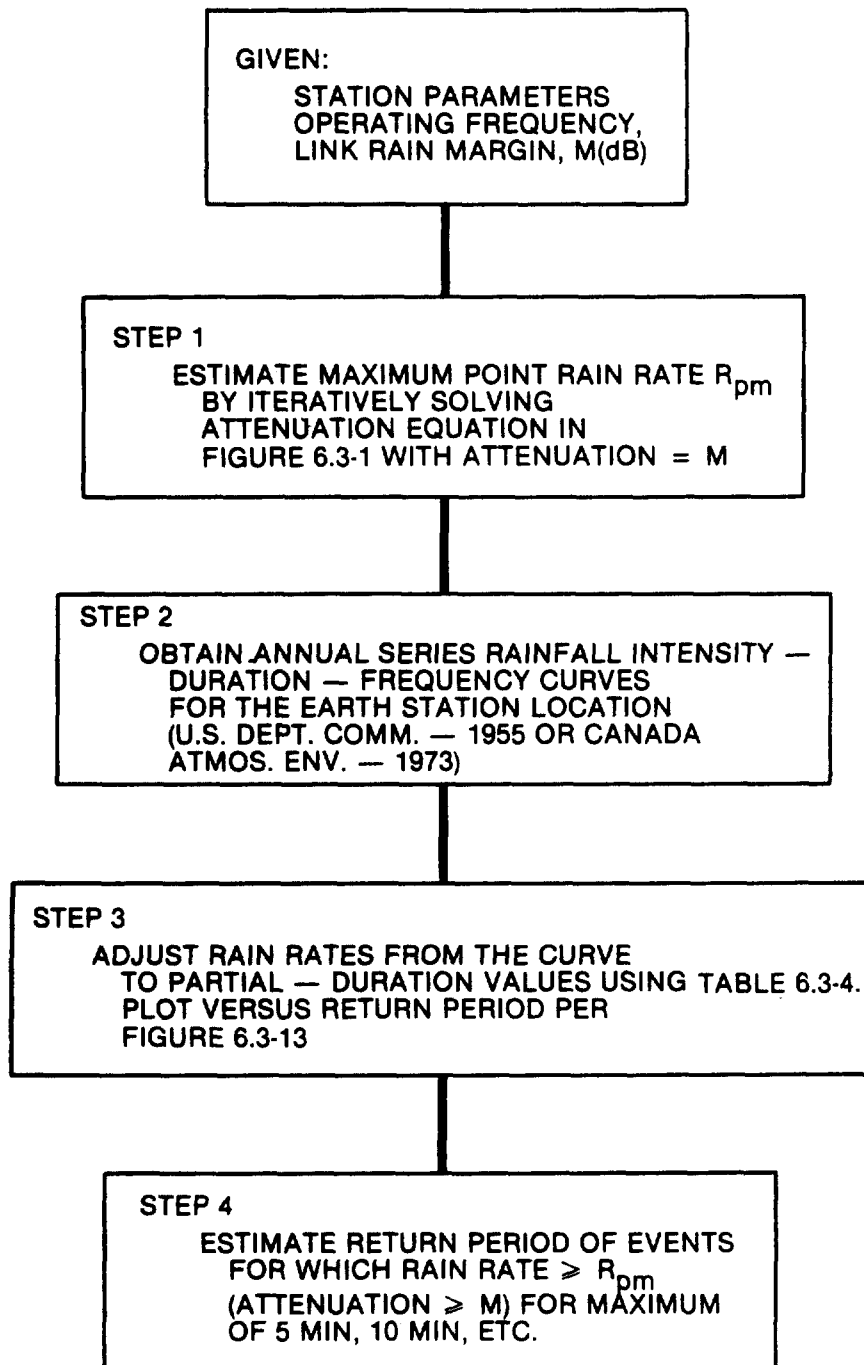 GIVEN:
STATION PARAMETERS
OPERATING FREQUENCY,
LINK RAIN MARGIN, M(dB)
STEP 1
ESTIMATE MAXIMUM POINT RAIN RATE Rpm
BY ITERATIVELY SOLVING
ATTENUATION EQUATION IN
FIGURE 6.3-1 WITH ATTENUATION = M
STEP 2
OBTAIN ANNUAL SERIES RAINFALL INTENSITY —
DURATION — FREQUENCY CURVES
FOR THE EARTH STATION LOCATION
(U.S. DEPT. COMM. — 1955 OR CANADA
ATMOS. ENV. — 1973)
STEP 3
ADJUST RAIN RATES FROM THE CURVE
TO PARTIAL — DURATION VALUES USING TABLE 6.3-4.
PLOT VERSUS RETURN PERIOD PER
FIGURE 6.3-13
STEP 4
ESTIMATE RETURN PERIOD OF EVENTS
FOR WHICH RAIN RATE ⩾ Rpm
(ATTENUATION ⩾ M) FOR MAXIMUM
OF 5 MIN, 10 MIN, ETC.